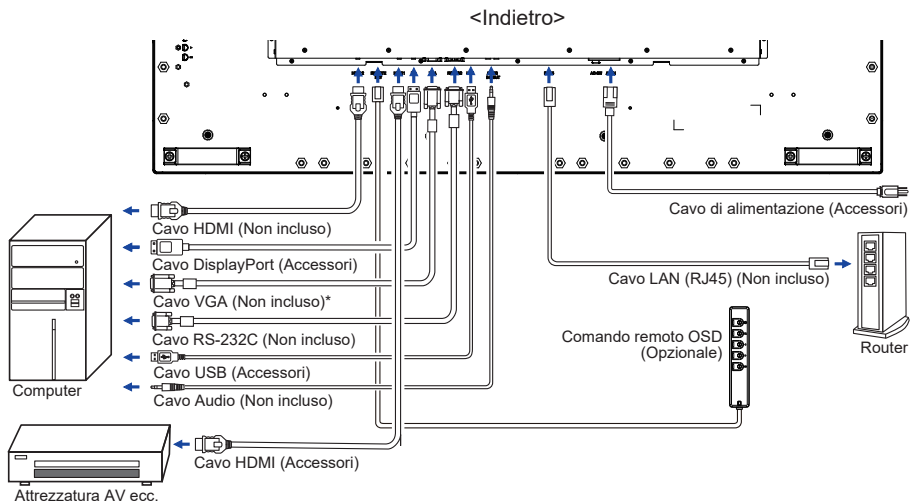 <Indietro>
Cavo di alimentazione (Accessori)
Cavo HDMI (Non incluso)
Cavo DisplayPort (Accessori)
Cavo LAN (RJ45) (Non incluso)
Cavo VGA (Non incluso)*
Cavo RS-232C (Non incluso)
Comando remoto OSD
(Opzionale)
Router
Cavo USB (Accessori)
Computer
Cavo Audio (Non incluso)
Cavo HDMI (Accessori)
Attrezzatura AV ecc.